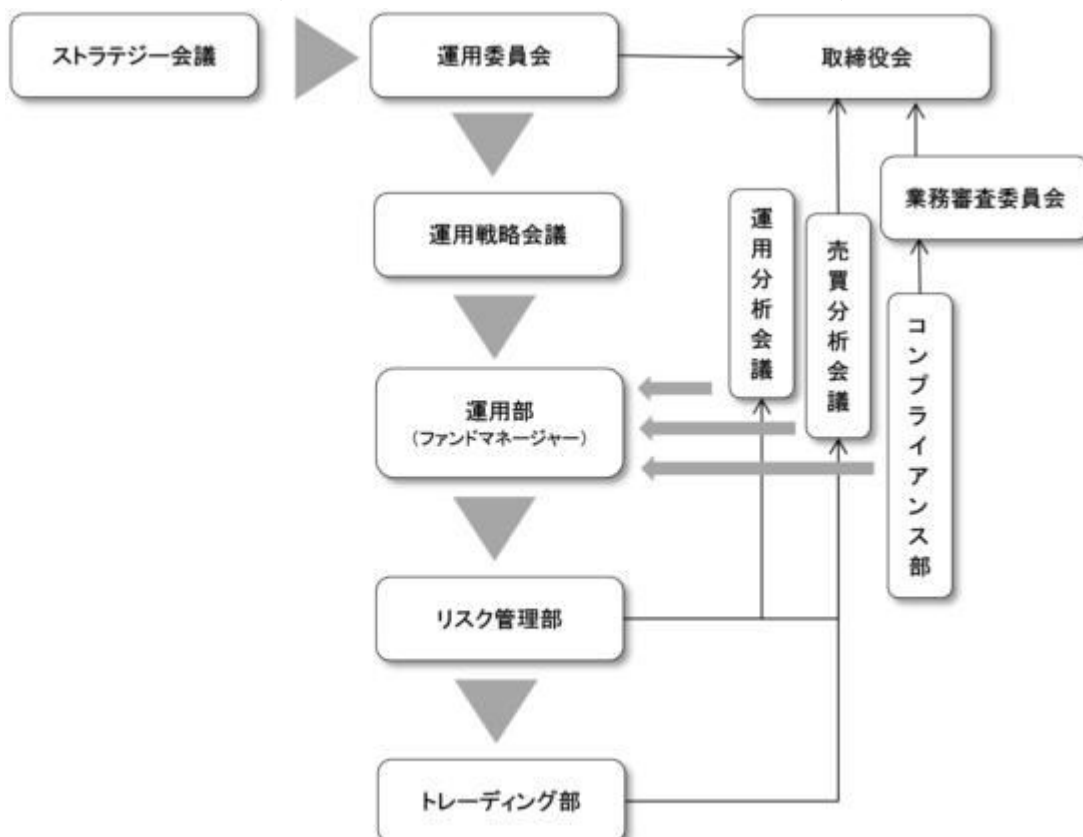 ストラテジー会議
運用委員会
取締役会
業務審査委員会
運用戦略会議
運用分析会議
売買分析会議
コンプライアンス部
運用部
(ファンドマネージャー)
リスク管理部
トレーディング部